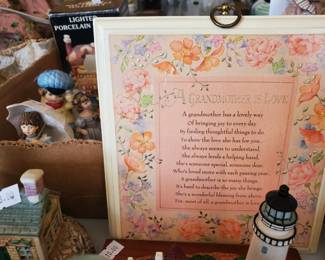 LIGHTED
PORCELAIN
A GRANDMOTHER IS LOVE
A grandmother has a lovely way
Of bringing joy to every day
By finding thoughtful things to do
To show the love she has for you...
She always seems to understand,
She always lends a helping hand,
She's someone special, someone dear,
Who's loved more with each passing year.
A grandmother is so many things,
It's hard to describe the joy she brings,
She's a wonderful blessing from above
For, most of all, a grandmother is love